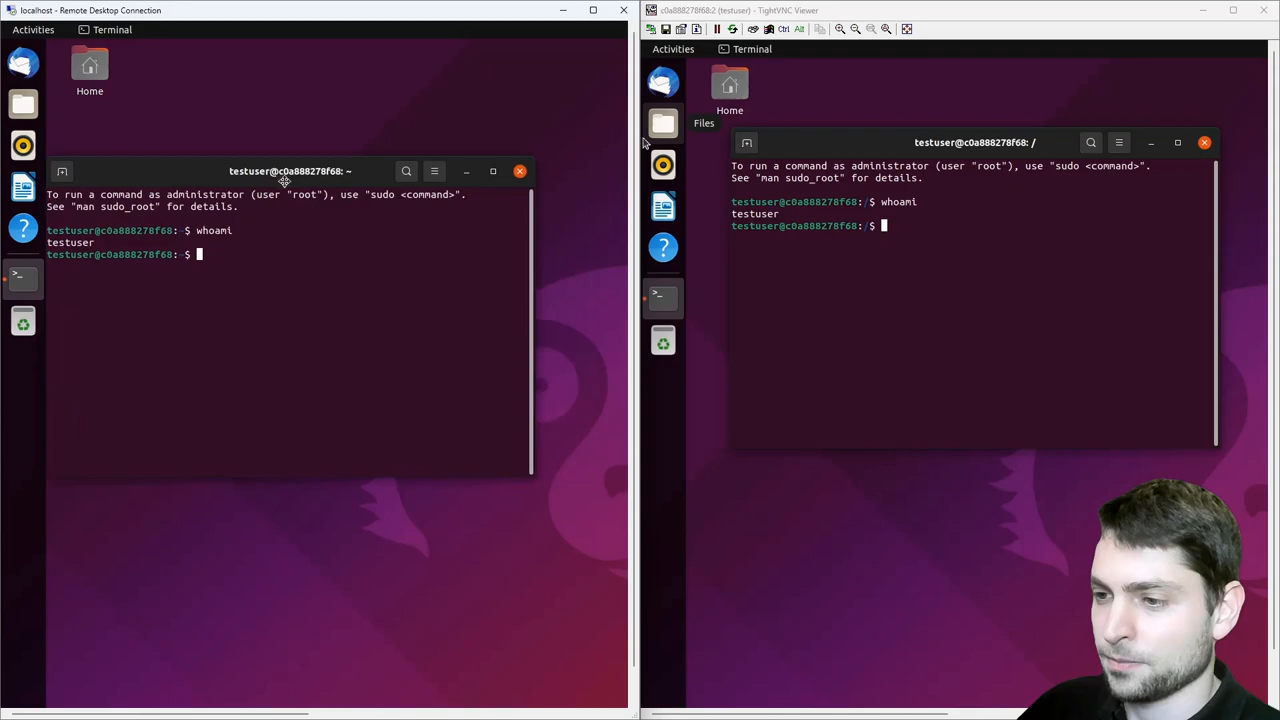 localhost - Remote Desktop Connection
Activities
Terminal
Home
testuser@c0a888278f68: ~
To run a command as administrator (user "root"), use "sudo <command>".
See "man sudo_root" for details.
testuser@c0a888278f68:~$ whoami
testuser
testuser@c0a888278f68:~$
c0a888278f68:2 (testuser) - TightVNC Viewer
Ctrl Alt
Activities
Terminal
Home
Files
testuser@c0a888278f68: /
To run a command as administrator (user "root"), use "sudo <command>".
See "man sudo_root" for details.
testuser@c0a888278f68:/$ whoami
testuser
testuser@c0a888278f68:/$